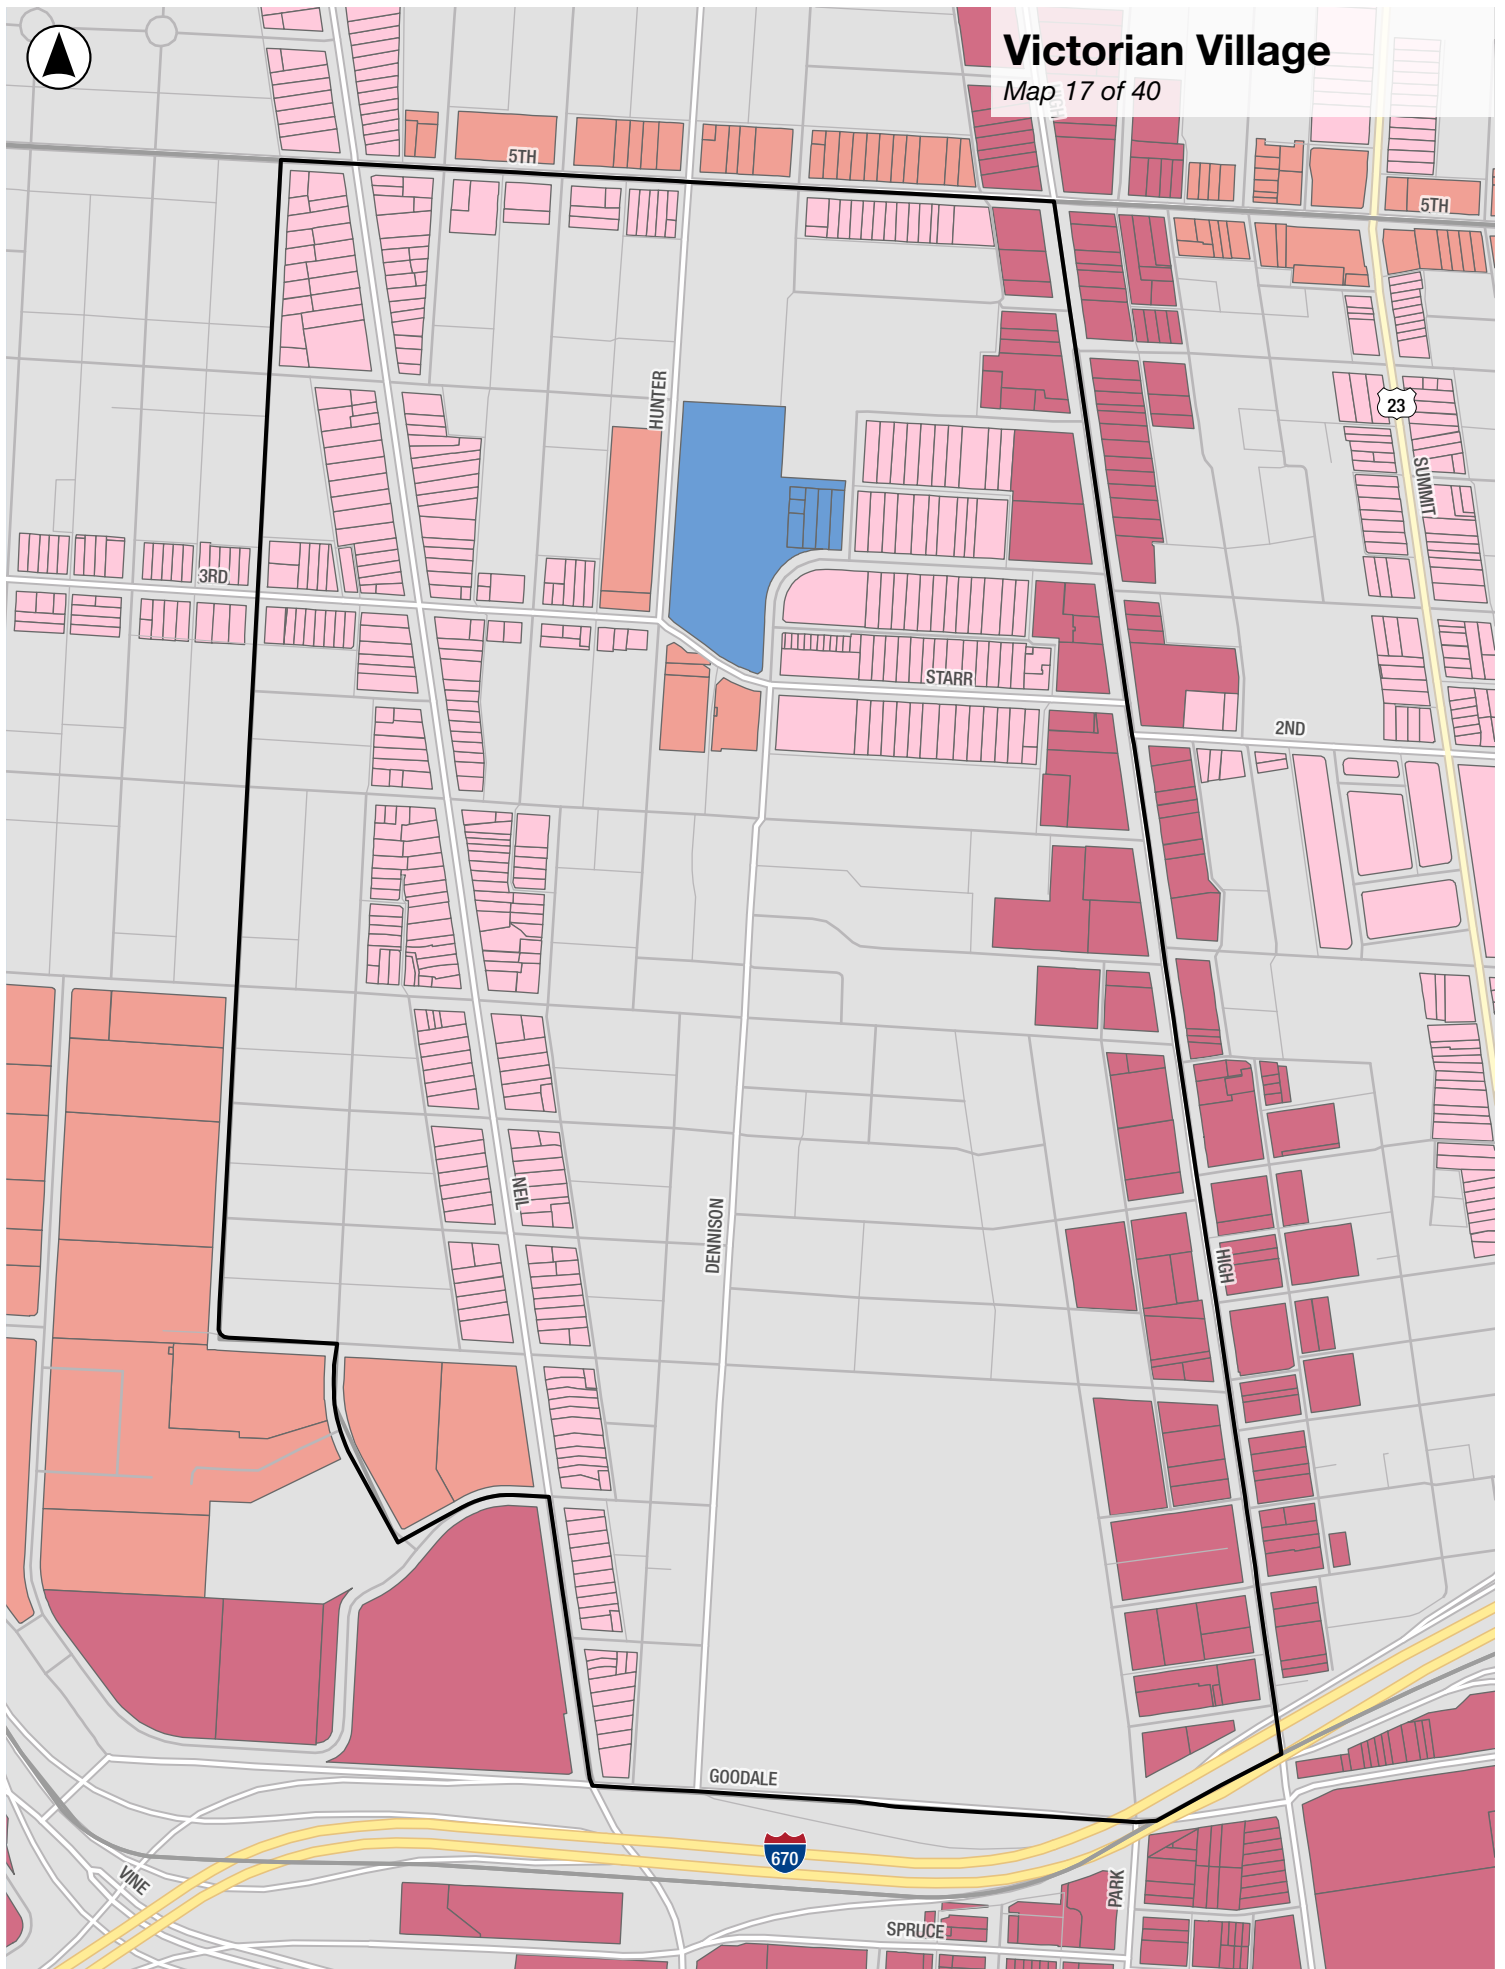 Victorian Village
Map 17 of 40
HIGH
5TH
5TH
HUNTER
23
SUMMIT
3RD
STARR
2ND
NEIL
DENNISON
HIGH
GOODALE
670
VINE
PARK
SPRUCE